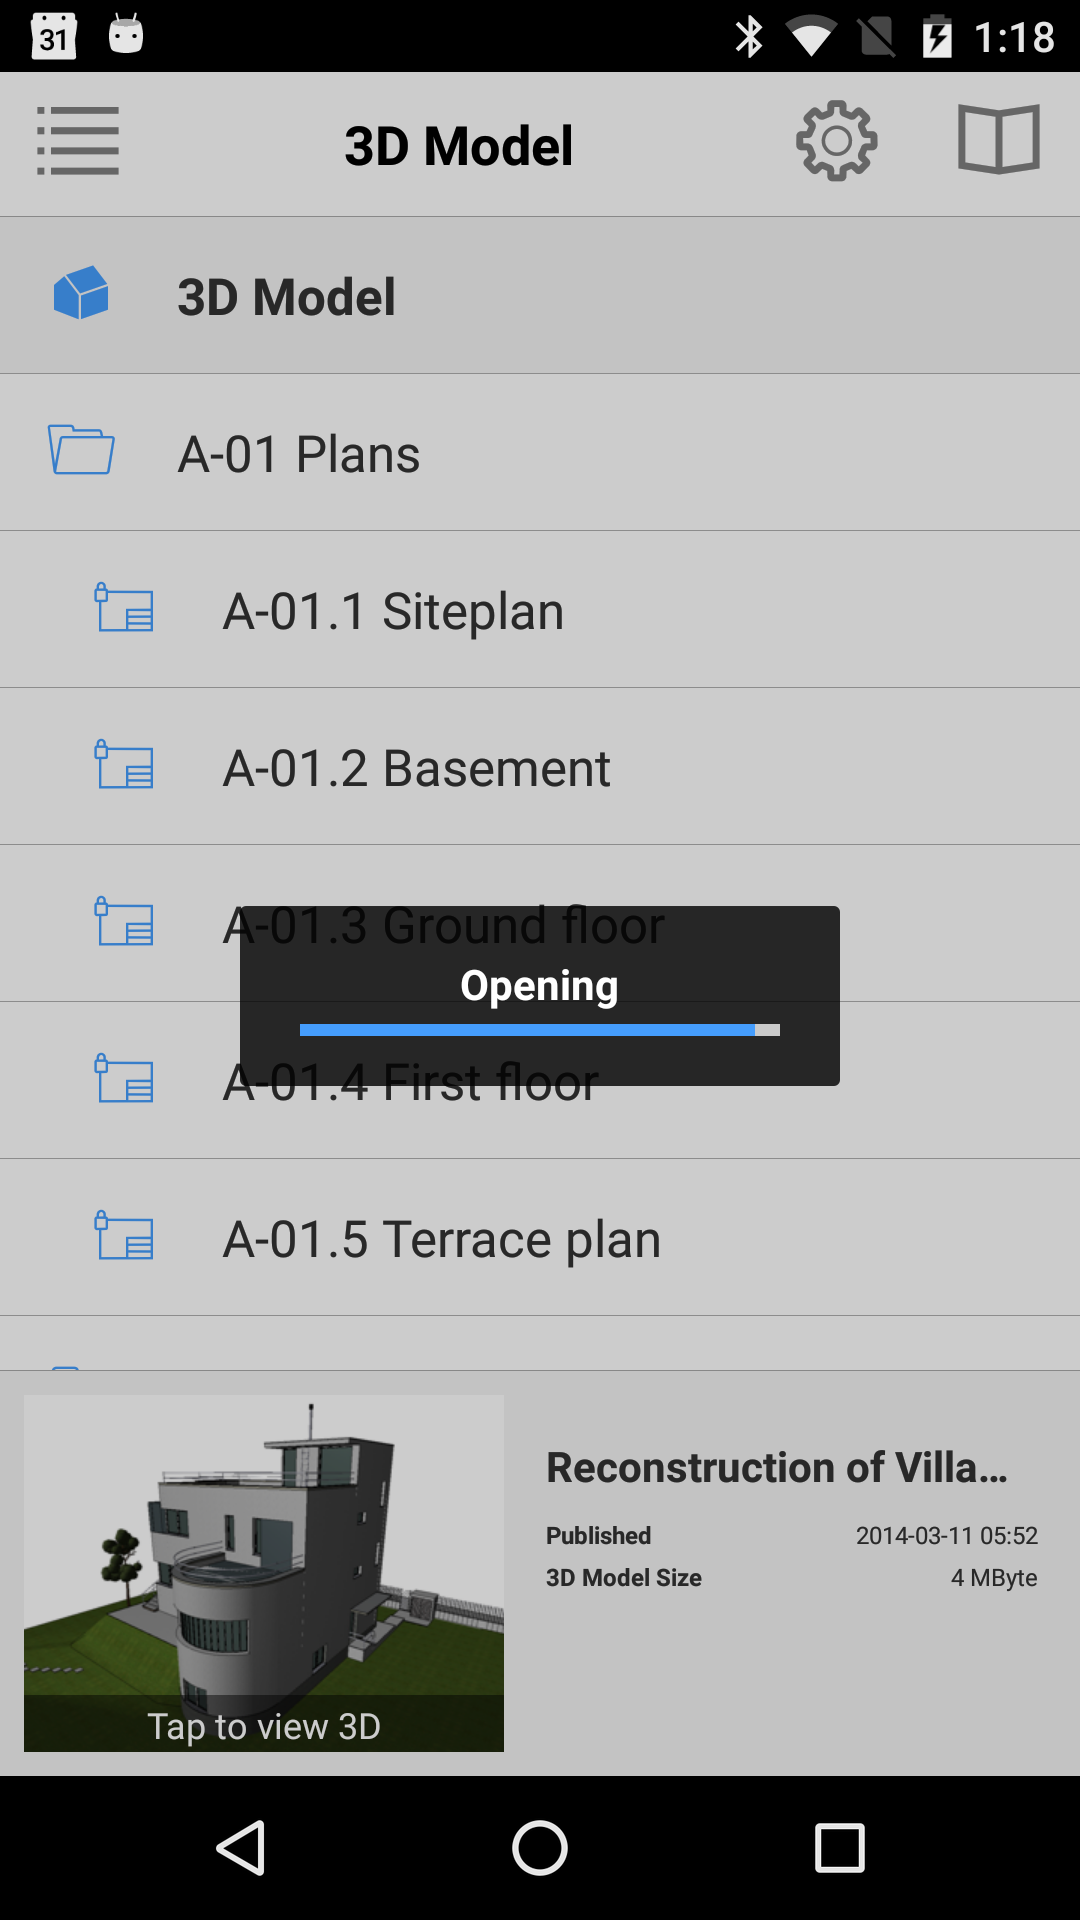 31
1:18
3D Model
3D Model
A-01 Plans
A-01.1 Siteplan
A-01.2 Basement
A-01.3 Ground floor
Opening
A-01.4 First floor
A-01.5 Terrace plan
Reconstruction of Villa...
Published 2014-03-11 05:52
3D Model Size 4 MByte
Tap to view 3D